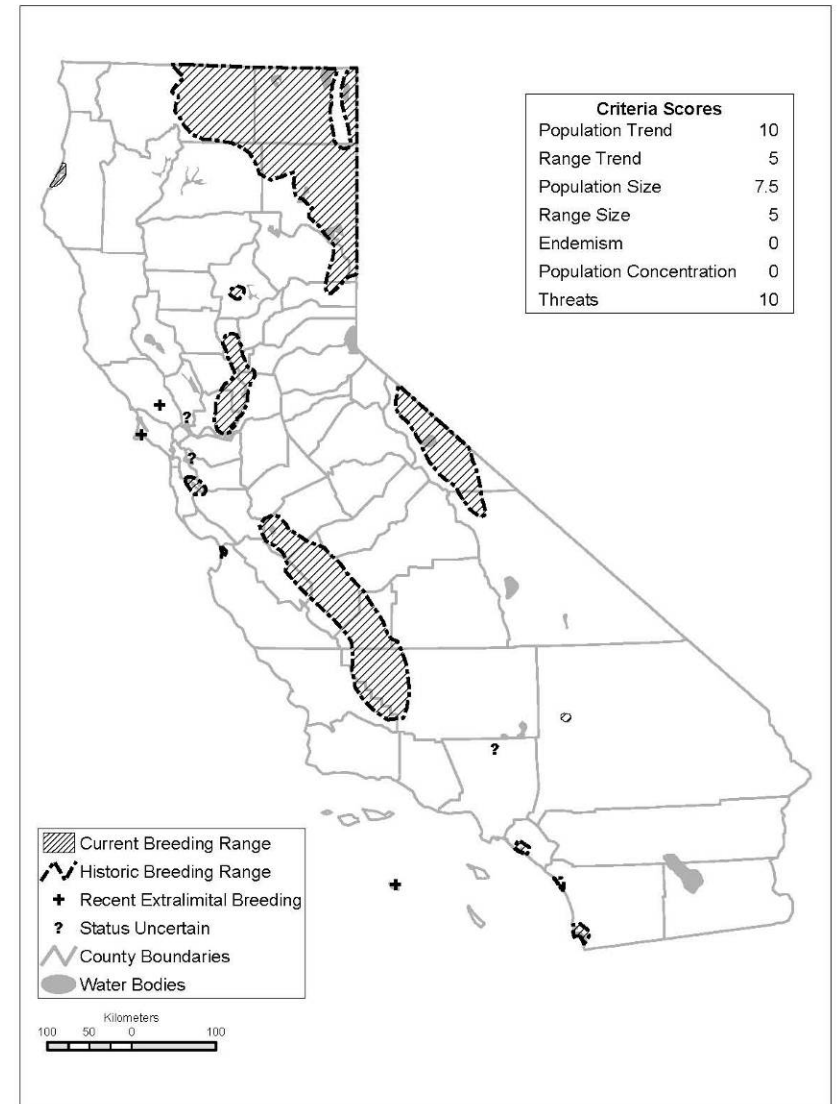 Criteria Scores
Population Trend 10
Range Trend 5
Population Size 7.5
Range Size 5
Endemism 0
Population Concentration 0
Threats 10
?
?
?
Current Breeding Range
Historic Breeding Range
+ Recent Extralimital Breeding
? Status Uncertain
County Boundaries
Water Bodies
Kilometers
100 50 0 100